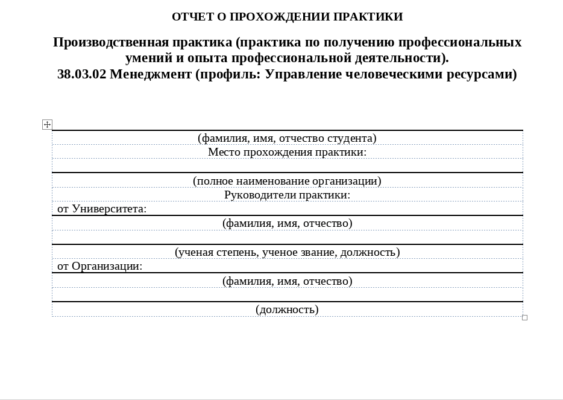 ОТЧЕТ О ПРОХОЖДЕНИИ ПРАКТИКИ
Производственная практика (практика по получению профессиональных
умений и опыта профессиональной деятельности).
38.03.02 Менеджмент (профиль: Управление человеческими ресурсами)
(фамилия, имя, отчество студента)
Место прохождения практики:
(полное наименование организации)
Руководители практики:
от Университета:
(фамилия, имя, отчество)
(ученая степень, ученое звание, должность)
от Организации:
(фамилия, имя, отчество)
(должность)